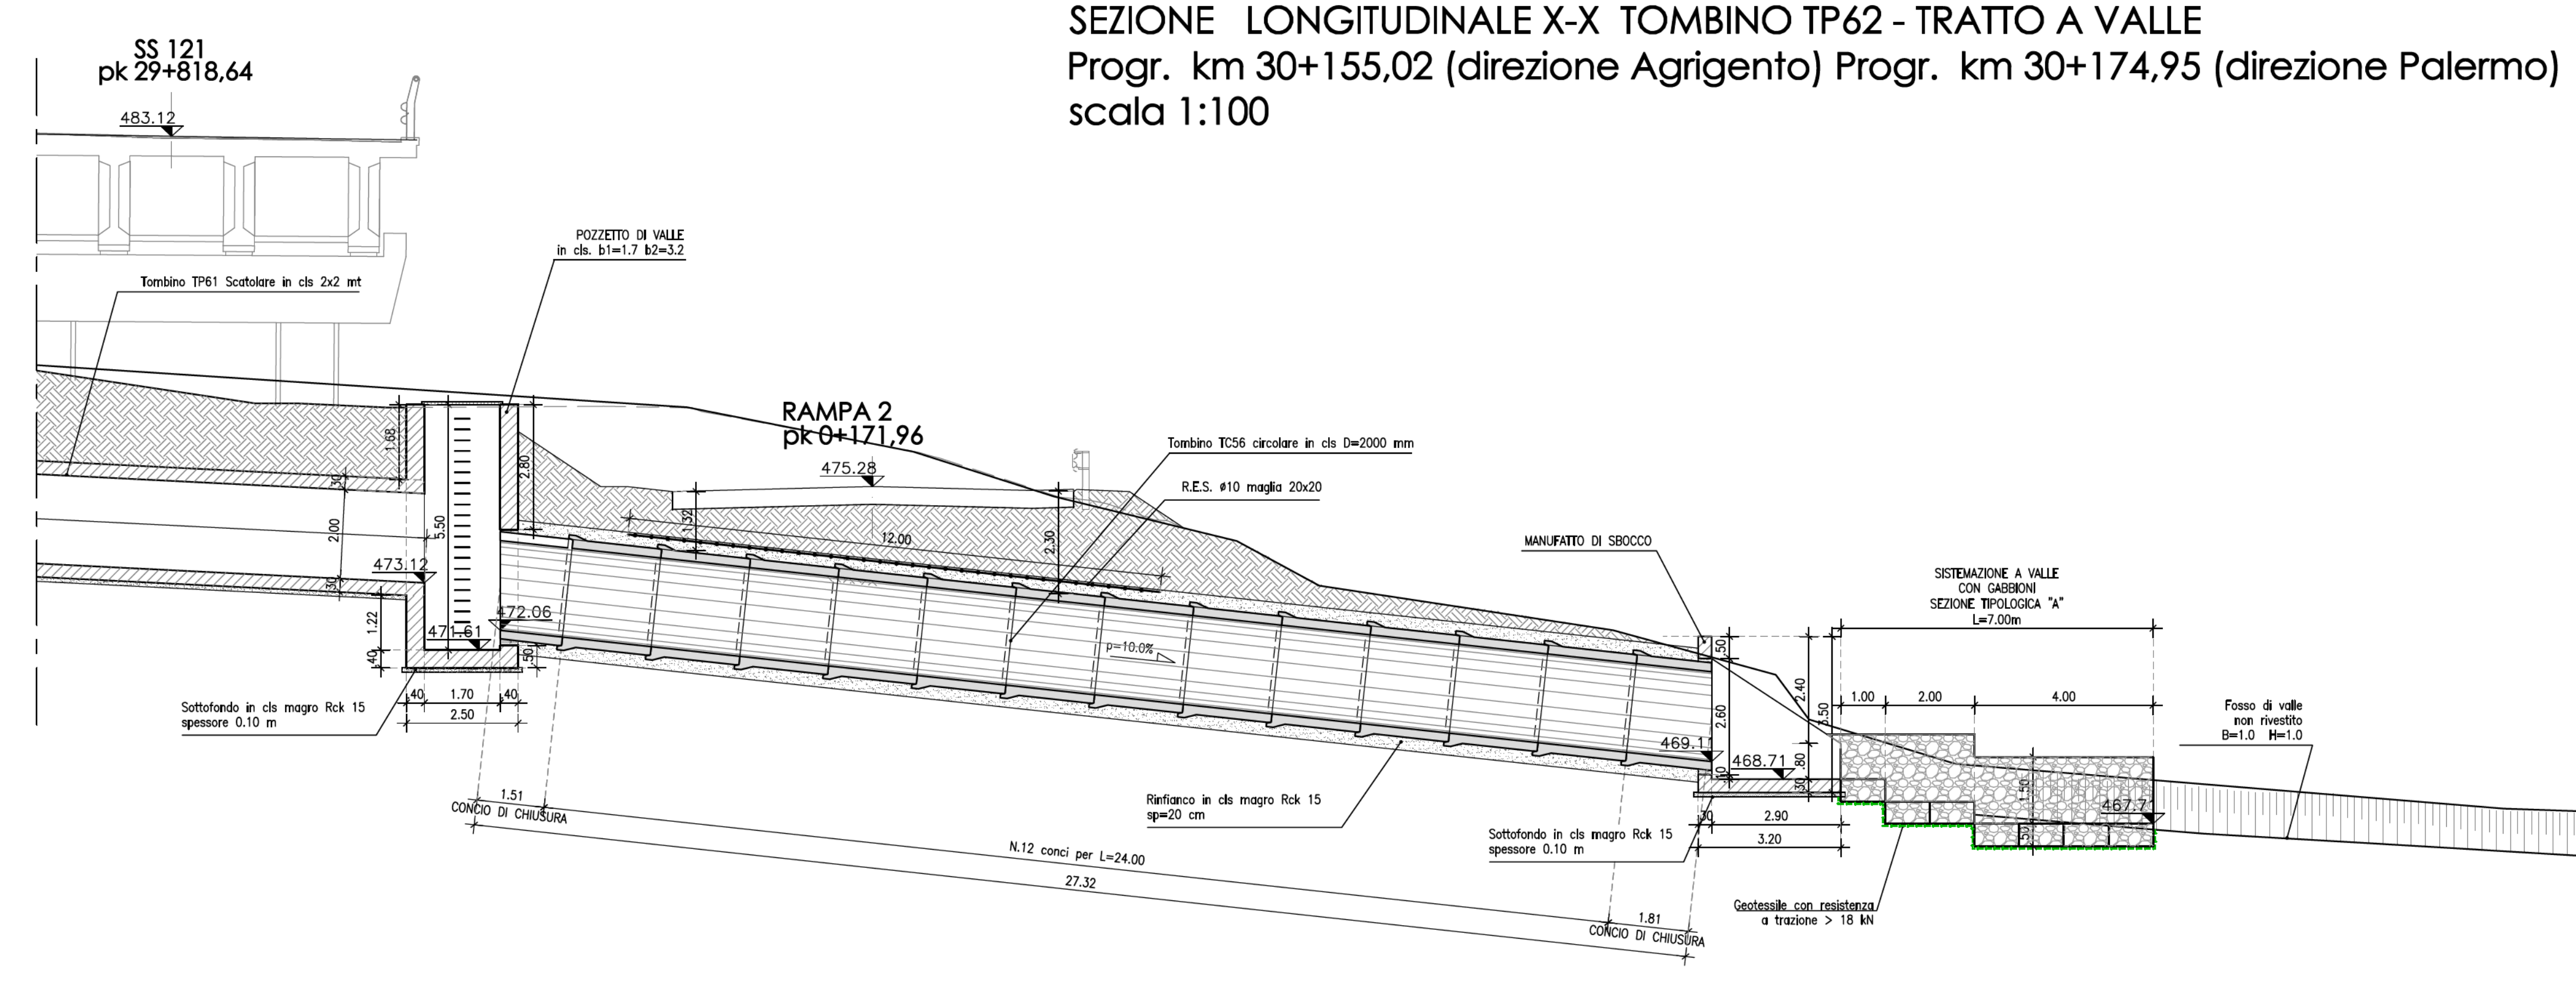 SEZIONE LONGITUDINALE X-X TOMBINO TP62 - TRATTO A VALLE
Progr. km 30+155,02 (direzione Agrigento) Progr. km 30+174,95 (direzione Palermo)
scala 1:100
SS 121
pk 29+818,64
483.12
POZZETTO DI VALLE
in cls. b1=1.7 b2=3.2
Tombino TP61 Scatolare in cls 2x2 mt
RAMPA 2
pk 0+171,96
475.28
Tombino TC56 circolare in cls D=2000 mm
R.E.S. ø10 maglia 20x20
MANUFATTO DI SBOCCO
SISTEMAZIONE A VALLE
CON GABBIONI
SEZIONE TIPOLOGICA "A"
L=7.00m
1.68
2.80
30
2.00
30
5.50
1.32
12.00
2.30
473.12
472.06
471.61
1.22
40
50
p=10.0%
50
2.60
2.40
3.50
.80
30
469.1
468.71
1.00
2.00
4.00
1.50
50
467.7
Fosso di valle
non rivestito
B=1.0 H=1.0
40
1.70
40
2.50
Sottofondo in cls magro Rck 15
spessore 0.10 m
1.51
CONCIO DI CHIUSURA
Rinfianco in cls magro Rck 15
sp=20 cm
N.12 conci per L=24.00
27.32
Sottofondo in cls magro Rck 15
spessore 0.10 m
30
2.90
3.20
1.81
CONCIO DI CHIUSURA
Geotessile con resistenza
a trazione > 18 kN